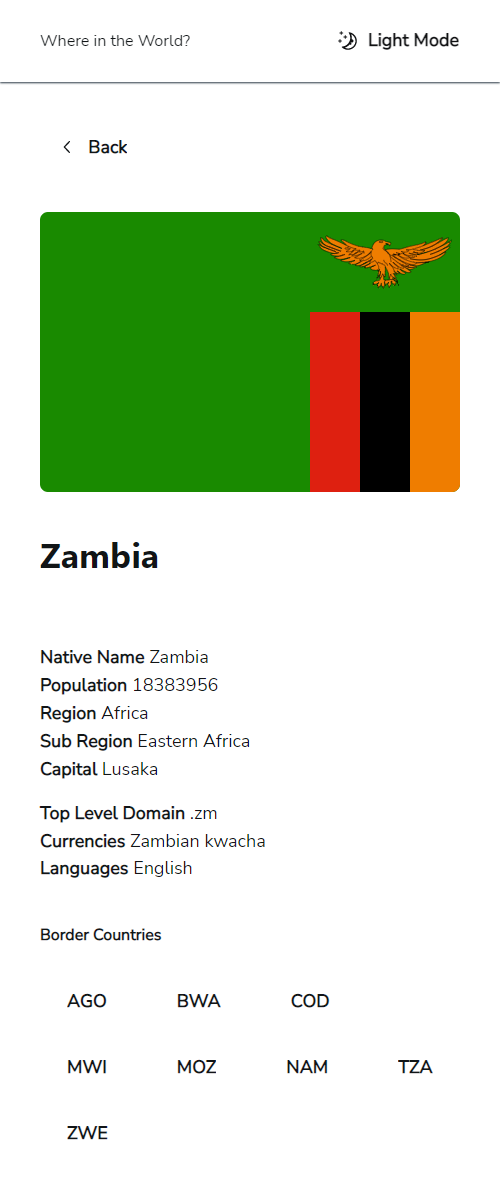 Where in the World?
Light Mode
Back
Zambia
Native Name Zambia
Population 18383956
Region Africa
Sub Region Eastern Africa
Capital Lusaka
Top Level Domain .zm
Currencies Zambian kwacha
Languages English
Border Countries
AGO BWA COD
MWI MOZ NAM TZA
ZWE